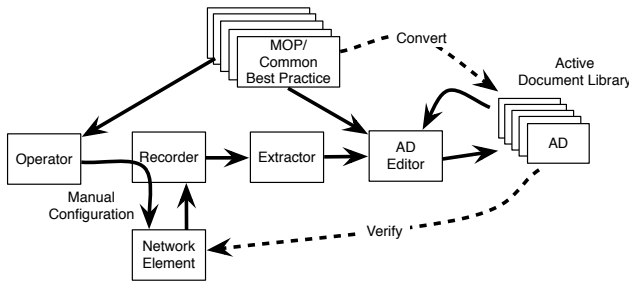 MOP/
Common
Best Practice
Convert
Active
Document Library
Operator
Recorder
Extractor
AD
Editor
AD
Manual
Configuration
Network
Element
Verify